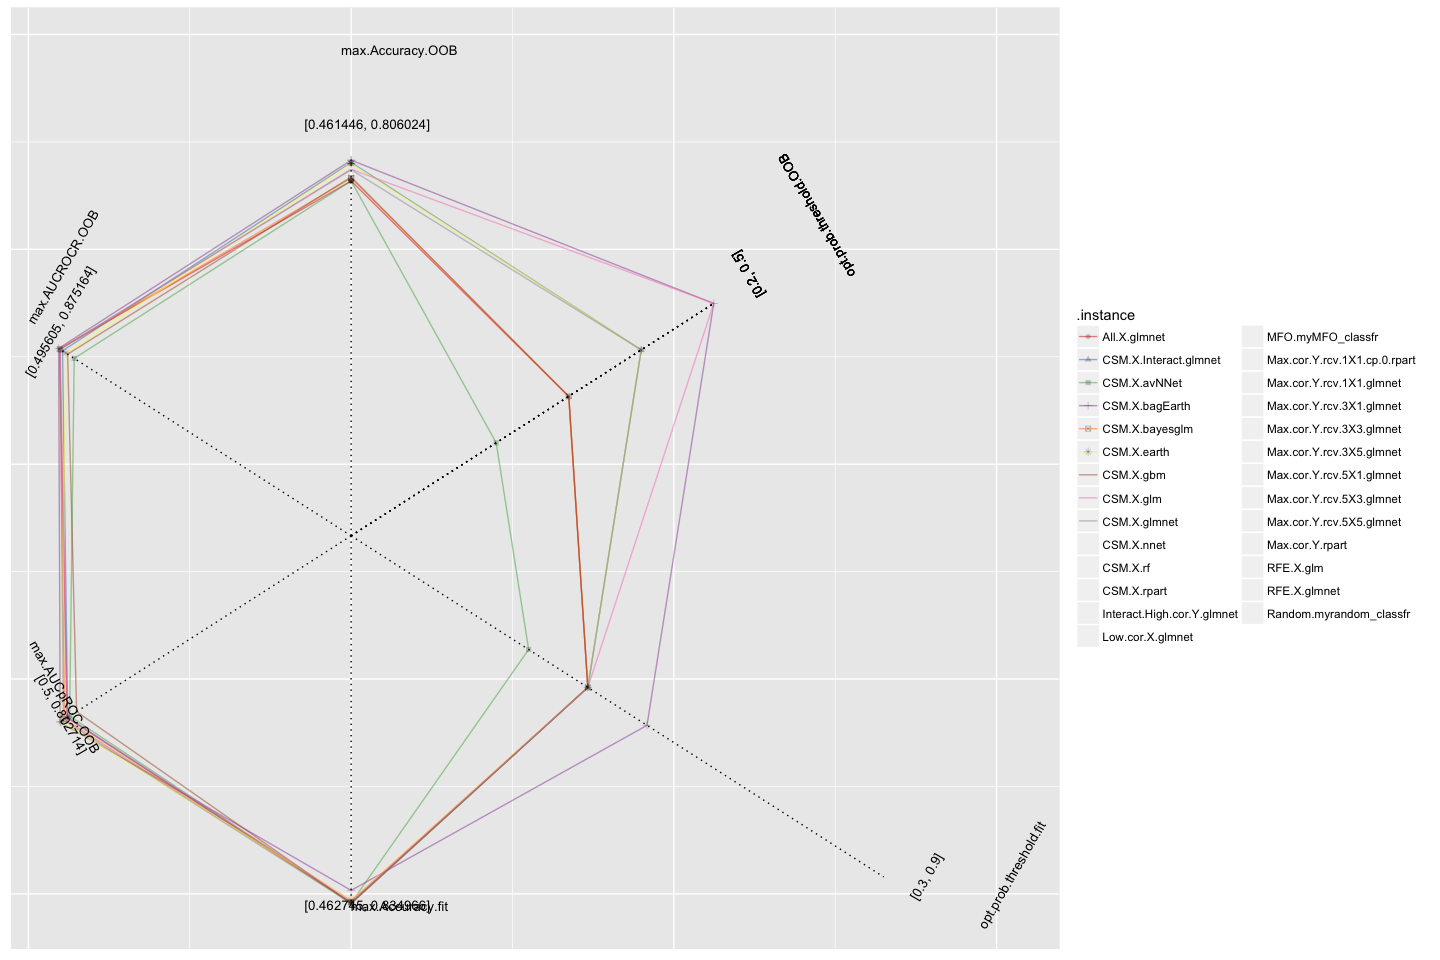 max.Accuracy.OOB
[0.461446, 0.806024]
opt.prob.threshold.OOB
[0.2, 0.5]
max.AUCROCR.OOB
[0.495605, 0.875164]
max.AUCpROC.OOB
[0.5, 0.802714]
[0.462745, 0.834966]
max.Accuracy.fit
[0.3, 0.9]
opt.prob.threshold.fit
.instance
All.X.glmnet
CSM.X.Interact.glmnet
CSM.X.avNNet
CSM.X.bagEarth
CSM.X.bayesglm
CSM.X.earth
CSM.X.gbm
CSM.X.glm
CSM.X.glmnet
CSM.X.nnet
CSM.X.rf
CSM.X.rpart
Interact.High.cor.Y.glmnet
Low.cor.X.glmnet
MFO.myMFO_classfr
Max.cor.Y.rcv.1X1.cp.0.rpart
Max.cor.Y.rcv.1X1.glmnet
Max.cor.Y.rcv.3X1.glmnet
Max.cor.Y.rcv.3X3.glmnet
Max.cor.Y.rcv.3X5.glmnet
Max.cor.Y.rcv.5X1.glmnet
Max.cor.Y.rcv.5X3.glmnet
Max.cor.Y.rcv.5X5.glmnet
Max.cor.Y.rpart
RFE.X.glm
RFE.X.glmnet
Random.myrandom_classfr